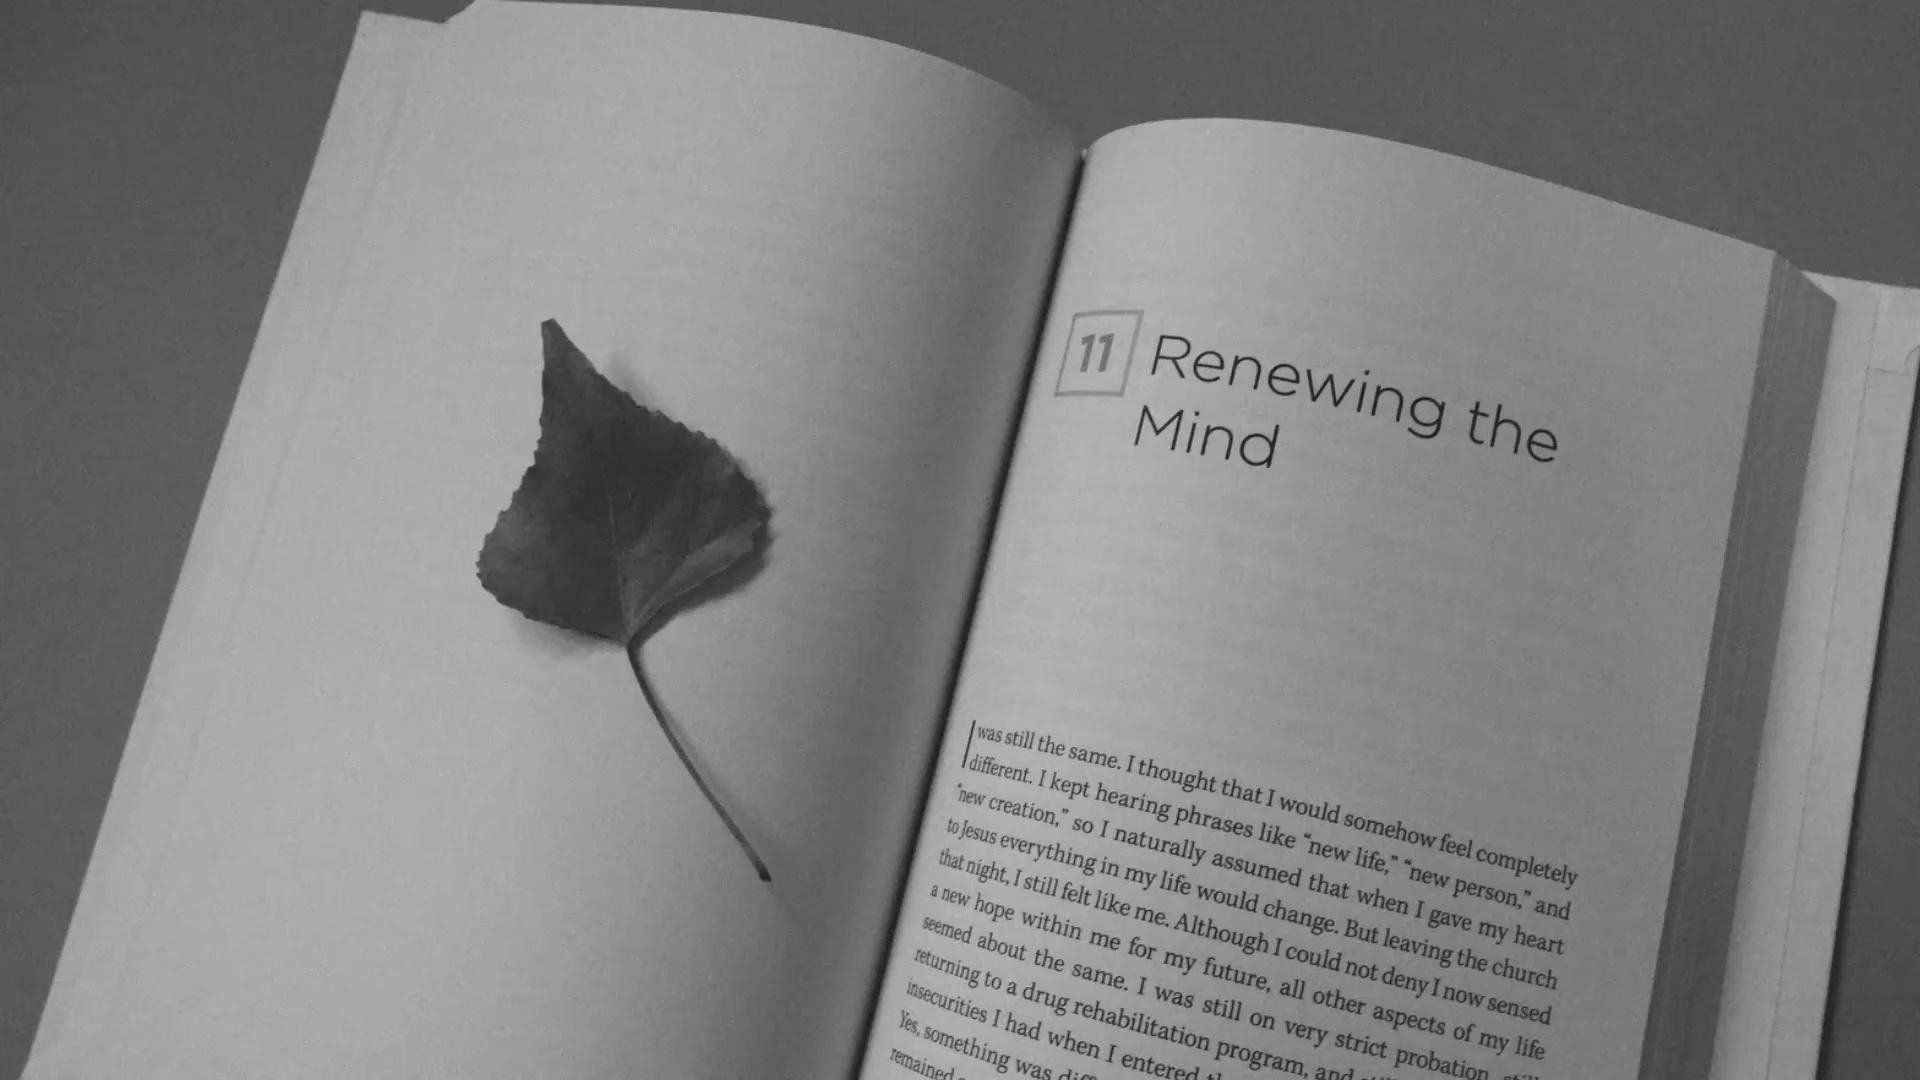 11 Renewing the
Mind
I was still the same. I thought that I would somehow feel completely
different. I kept hearing phrases like “new life,” “new person,” and
“new creation,” so I naturally assumed that when I gave my heart
to Jesus everything in my life would change. But leaving the church
that night, I still felt like me. Although I could not deny I now sensed
a new hope within me for my future, all other aspects of my life
seemed about the same. I was still on very strict probation, still
returning to a drug rehabilitation program, and
insecurities I had when I entered
Yes, something was
remained